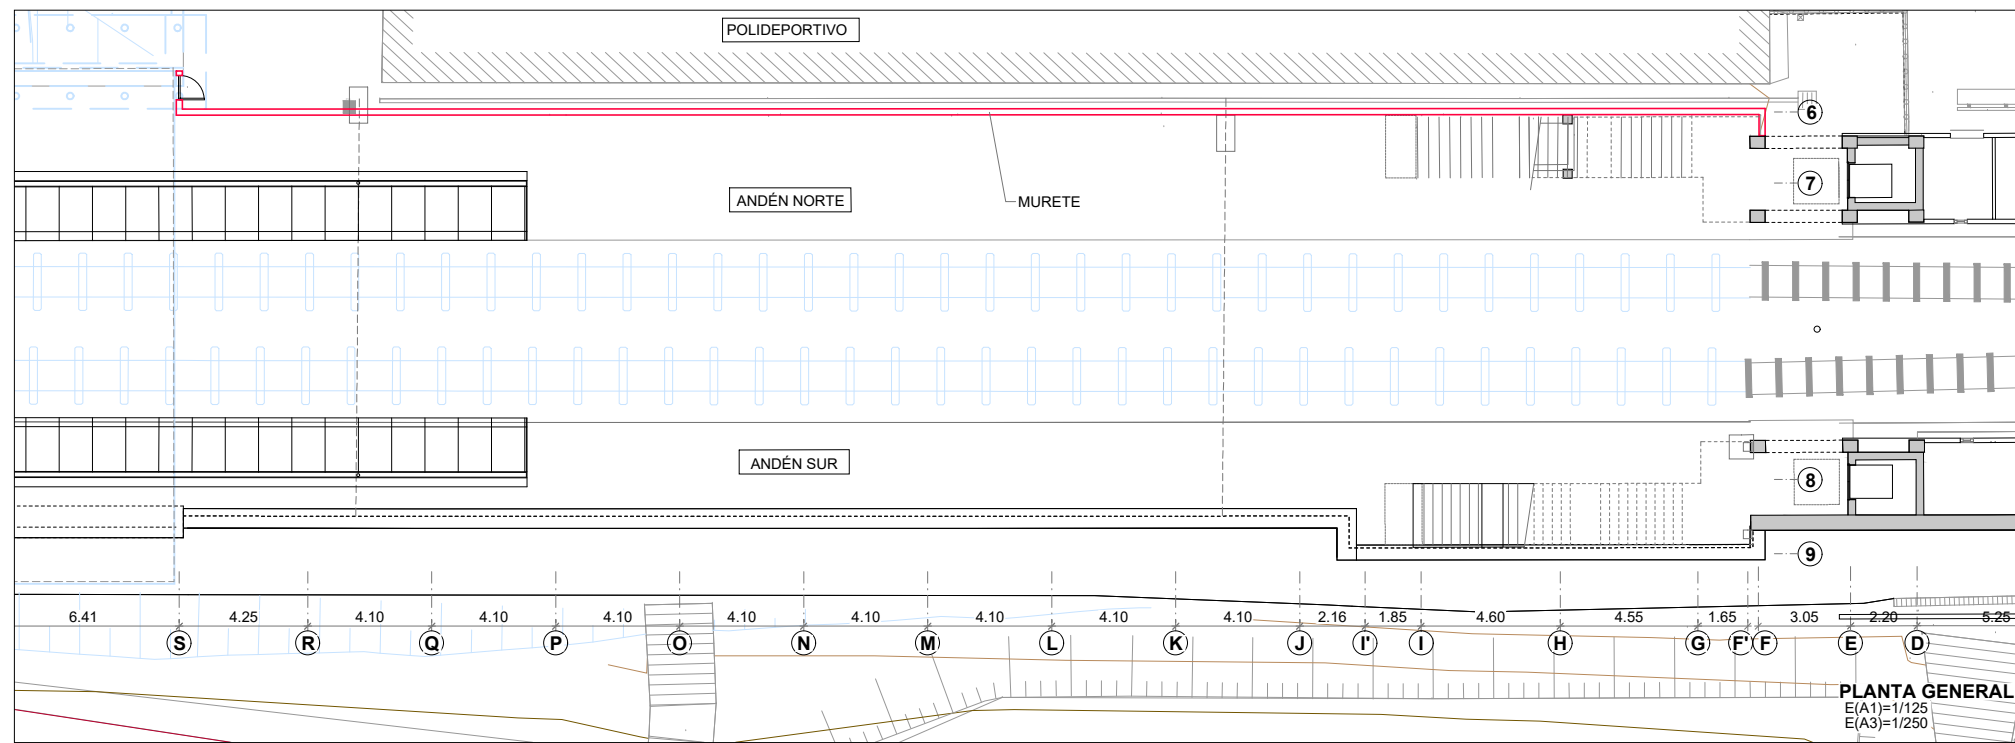 POLIDEPORTIVO
6
7
ANDÉN NORTE
MURETE
ANDÉN SUR
8
9
6.41 4.25 4.10 4.10 4.10 4.10 4.10 4.10 4.10 4.10 2.16 1.85 4.60 4.55 1.65 3.05 2.20 5.25
S R Q P O N M L K J I' I H G F' F E D
PLANTA GENERAL
E(A1)=1/125
E(A3)=1/250